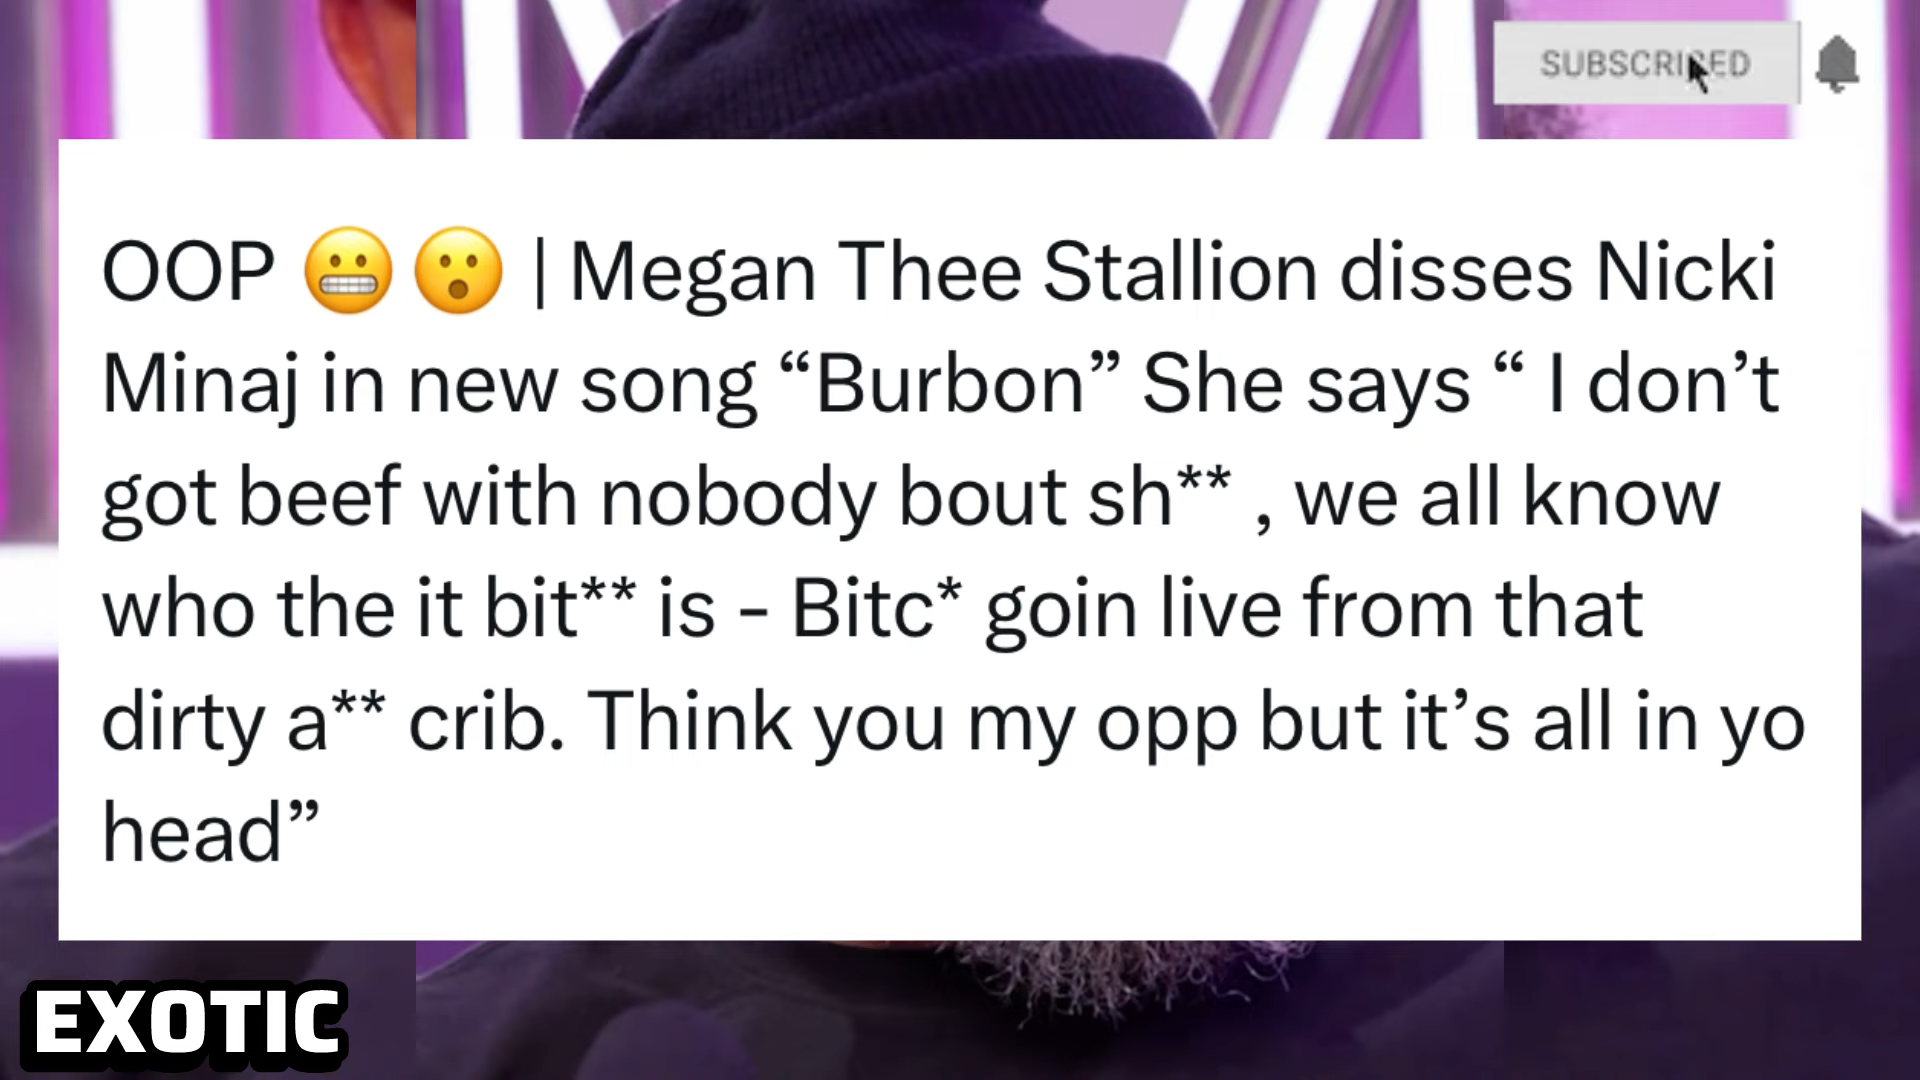 SUBSCRIBED
OOP 😬😮 | Megan Thee Stallion disses Nicki
Minaj in new song “Burbon” She says “ I don’t
got beef with nobody bout sh** , we all know
who the it bit** is - Bitc* goin live from that
dirty a** crib. Think you my opp but it’s all in yo
head”
EXOTIC